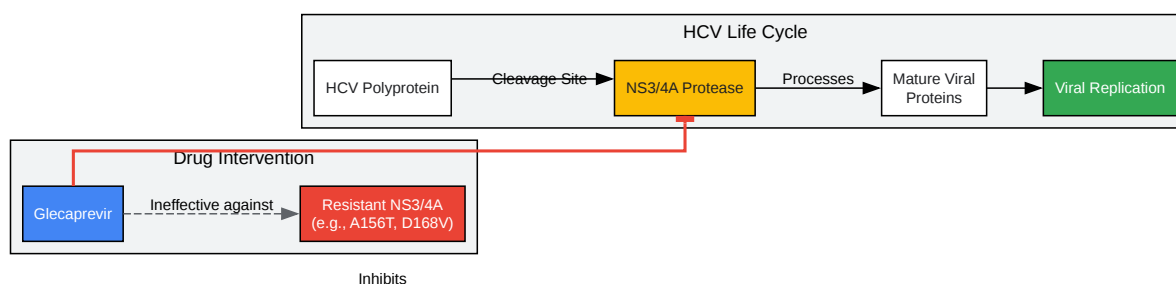 HCV Life Cycle
HCV Polyprotein
Cleavage Site
NS3/4A Protease
Processes
Mature Viral
Proteins
Viral Replication
Drug Intervention
Glecaprevir
Ineffective against
Resistant NS3/4A
(e.g., A156T, D168V)
Inhibits